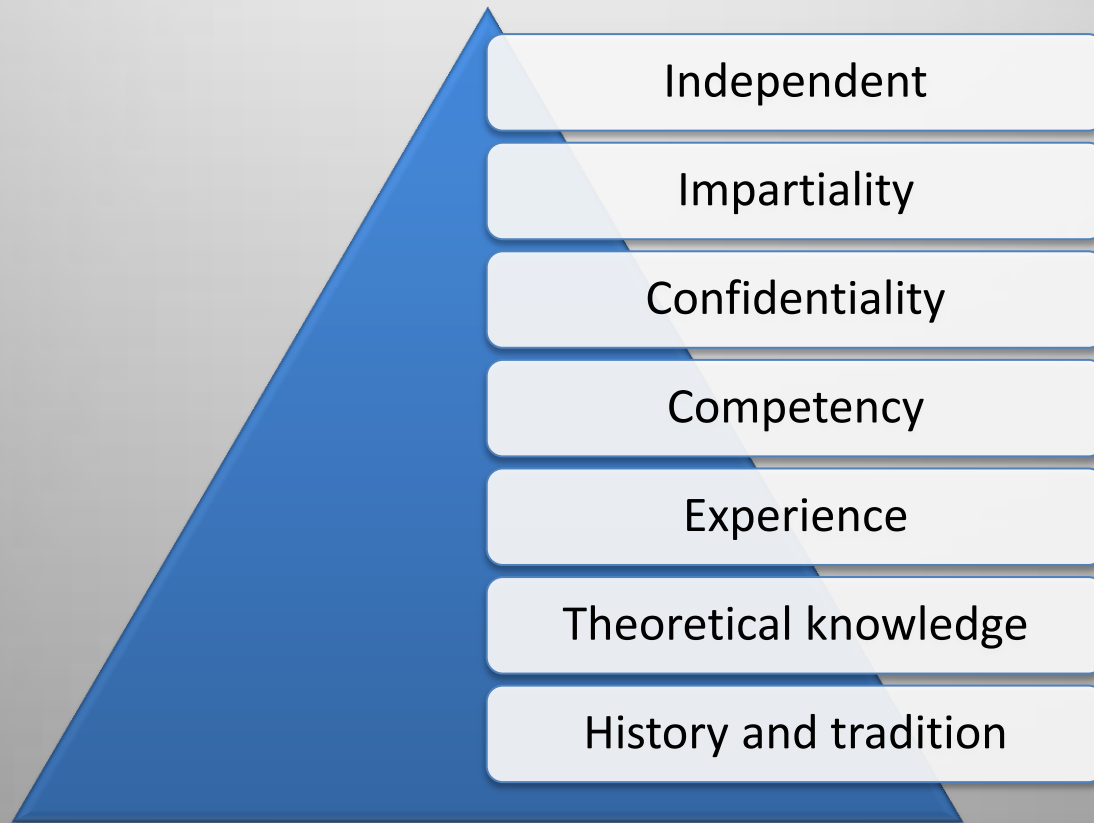 Independent
Impartiality
Confidentiality
Competency
Experience
Theoretical knowledge
History and tradition